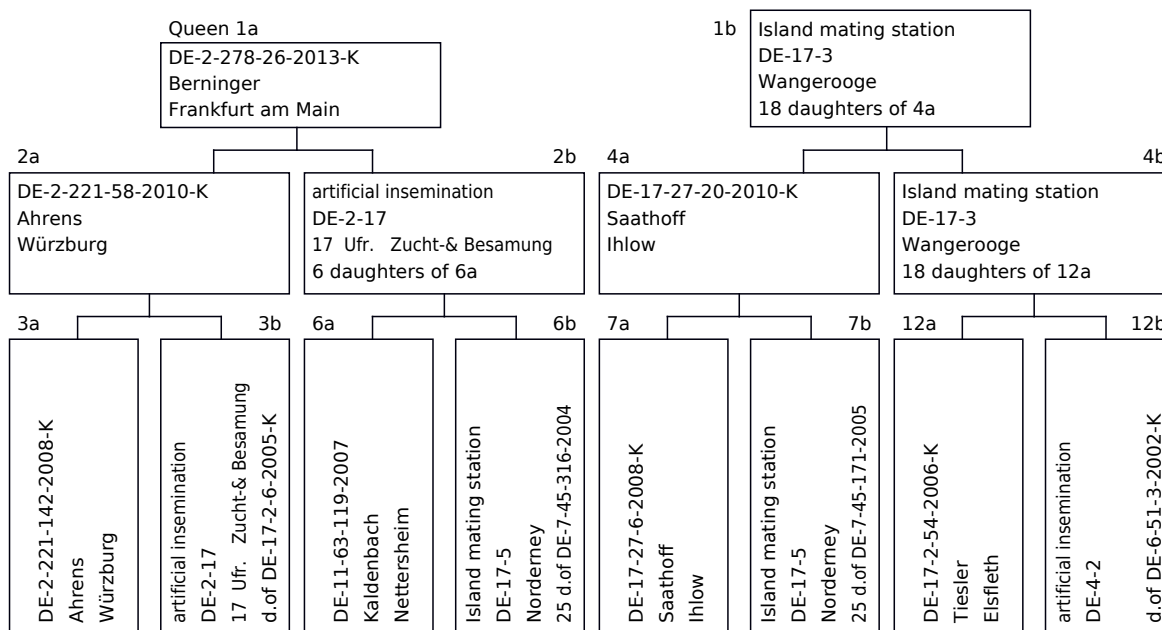 Queen 1a
DE-2-278-26-2013-K
Berninger
Frankfurt am Main
1b
Island mating station
DE-17-3
Wangerooge
18 daughters of 4a
2a
DE-2-221-58-2010-K
Ahrens
Würzburg
2b
artificial insemination
DE-2-17
17 Ufr. Zucht-& Besamung
6 daughters of 6a
4a
DE-17-27-20-2010-K
Saathoff
Ihlow
4b
Island mating station
DE-17-3
Wangerooge
18 daughters of 12a
3a
DE-2-221-142-2008-K
Ahrens
Würzburg
3b
artificial insemination
DE-2-17
17 Ufr. Zucht-& Besamung
d.of DE-17-2-6-2005-K
6a
DE-11-63-119-2007
Kaldenbach
Nettersheim
6b
Island mating station
DE-17-5
Norderney
25 d.of DE-7-45-316-2004
7a
DE-17-27-6-2008-K
Saathoff
Ihlow
7b
Island mating station
DE-17-5
Norderney
25 d.of DE-7-45-171-2005
12a
DE-17-2-54-2006-K
Tiesler
Elsfleth
12b
artificial insemination
DE-4-2
d.of DE-6-51-3-2002-K